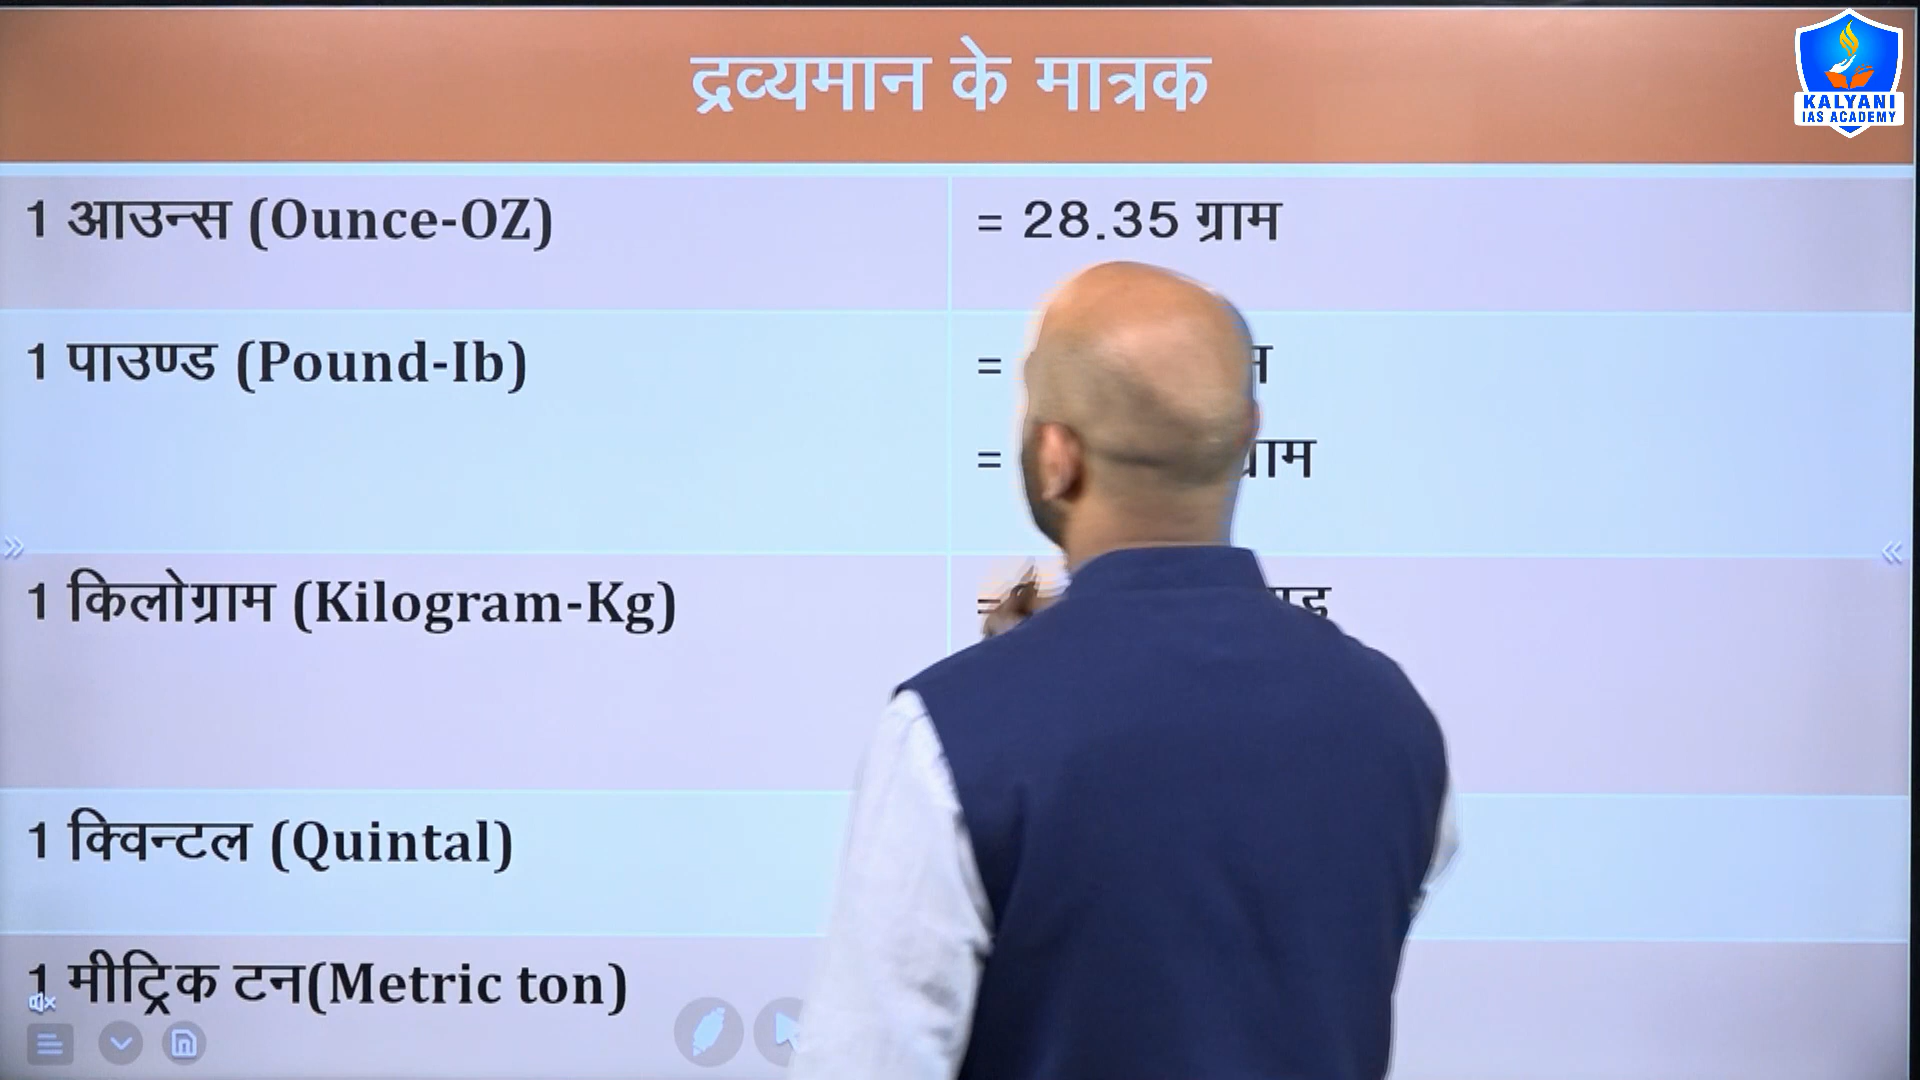 द्रव्यमान के मात्रक
KALYANI
IAS ACADEMY
1 आउन्स (Ounce-OZ) = 28.35 ग्राम
1 पाउण्ड (Pound-Ib) =
=
1 किलोग्राम (Kilogram-Kg) =
1 क्विन्टल (Quintal)
1 मीट्रिक टन(Metric ton)